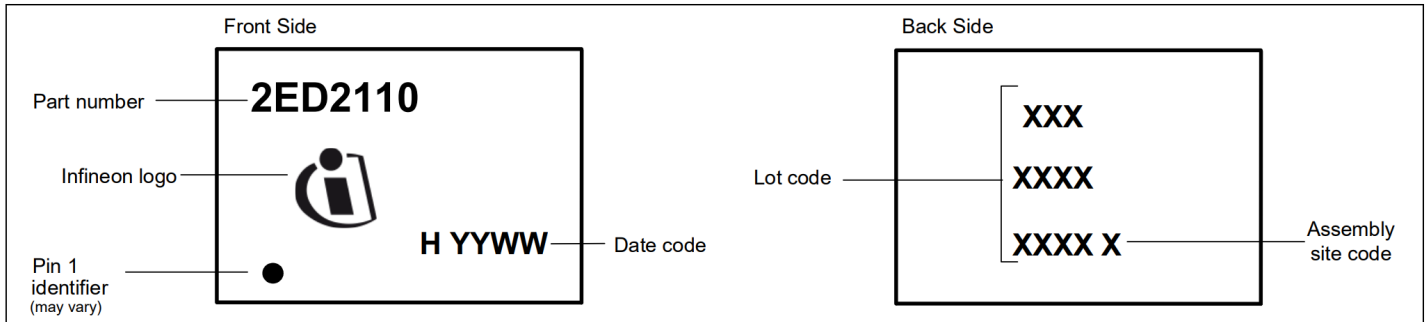 Front Side
Part number
2ED2110
Infineon logo
H YYWW
Date code
Pin 1
identifier
(may vary)
Back Side
Lot code
XXX
XXXX
XXXX X
Assembly
site code